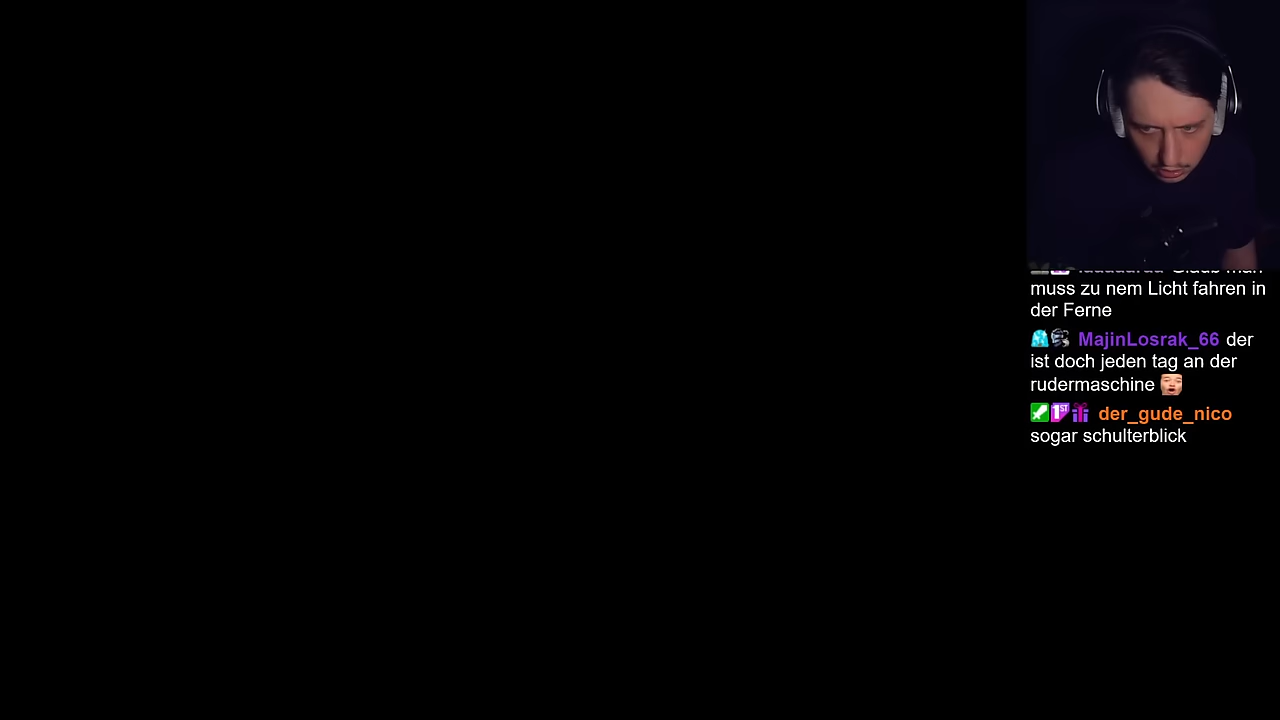 muss zu nem Licht fahren in
der Ferne
MajinLosrak_66 der
ist doch jeden tag an der
rudermaschine
der_gude_nico
sogar schulterblick